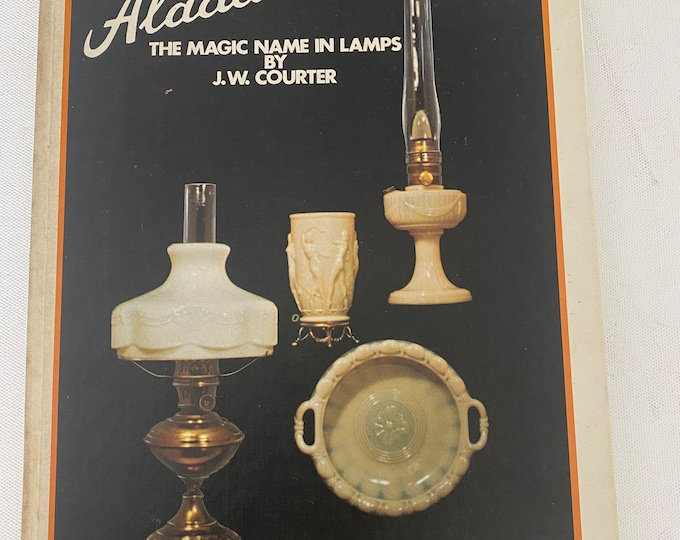 THE MAGIC NAME IN LAMPS
BY
J.W. COURTER